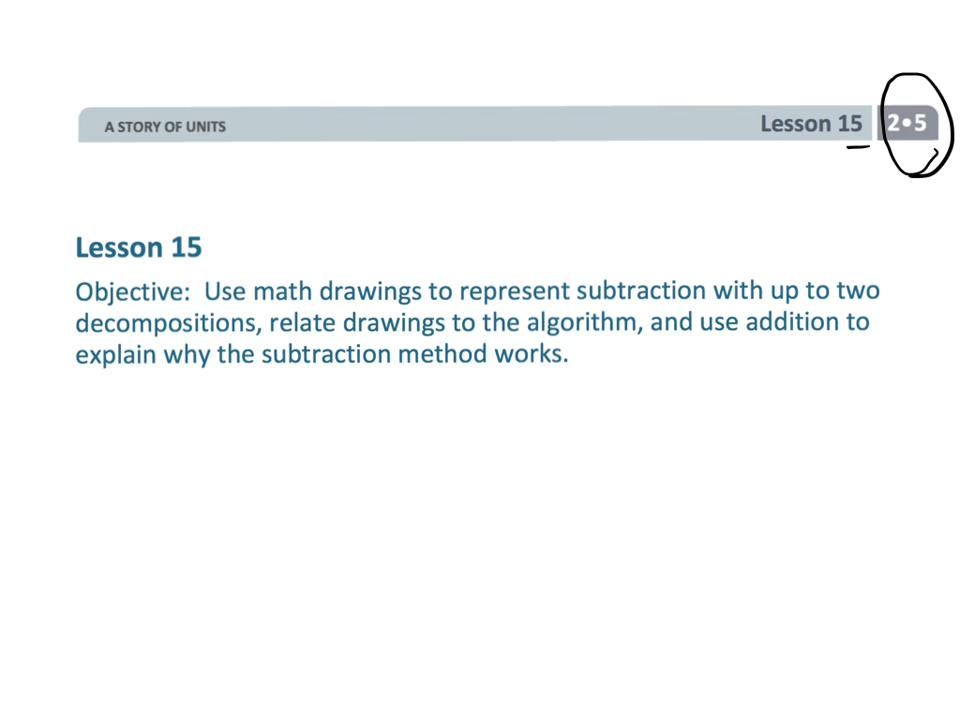 A STORY OF UNITS
Lesson 15
2•5
Lesson 15
Objective: Use math drawings to represent subtraction with up to two
decompositions, relate drawings to the algorithm, and use addition to
explain why the subtraction method works.